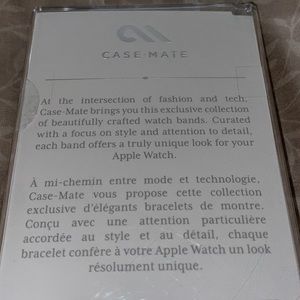 CASE-MATE
At the intersection of fashion and tech,
Case-Mate brings you this exclusive collection
of beautifully crafted watch bands. Curated
with a focus on style and attention to detail,
each band offers a truly unique look for your
Apple Watch.
À mi-chemin entre mode et technologie,
Case-Mate vous propose cette collection
exclusive d'élégants bracelets de montre.
Conçu avec une attention particulière
accordée au style et au détail, chaque
bracelet confère à votre Apple Watch un look
résolument unique.